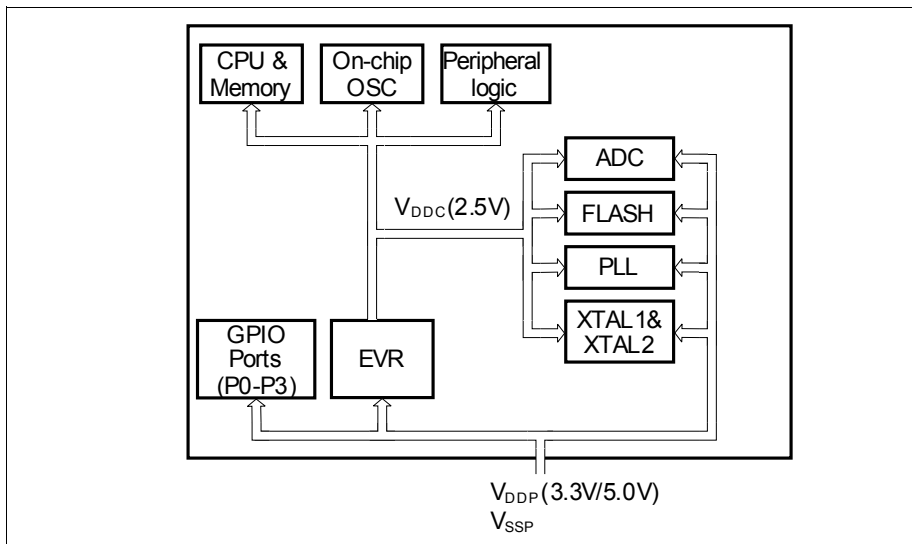 CPU &
Memory
On-chip
OSC
Peripheral
logic
ADC
VDDC (2.5V)
FLASH
PLL
XTAL1&
XTAL2
GPIO
Ports
(P0-P3)
EVR
VDDP (3.3V/5.0V)
VSSP